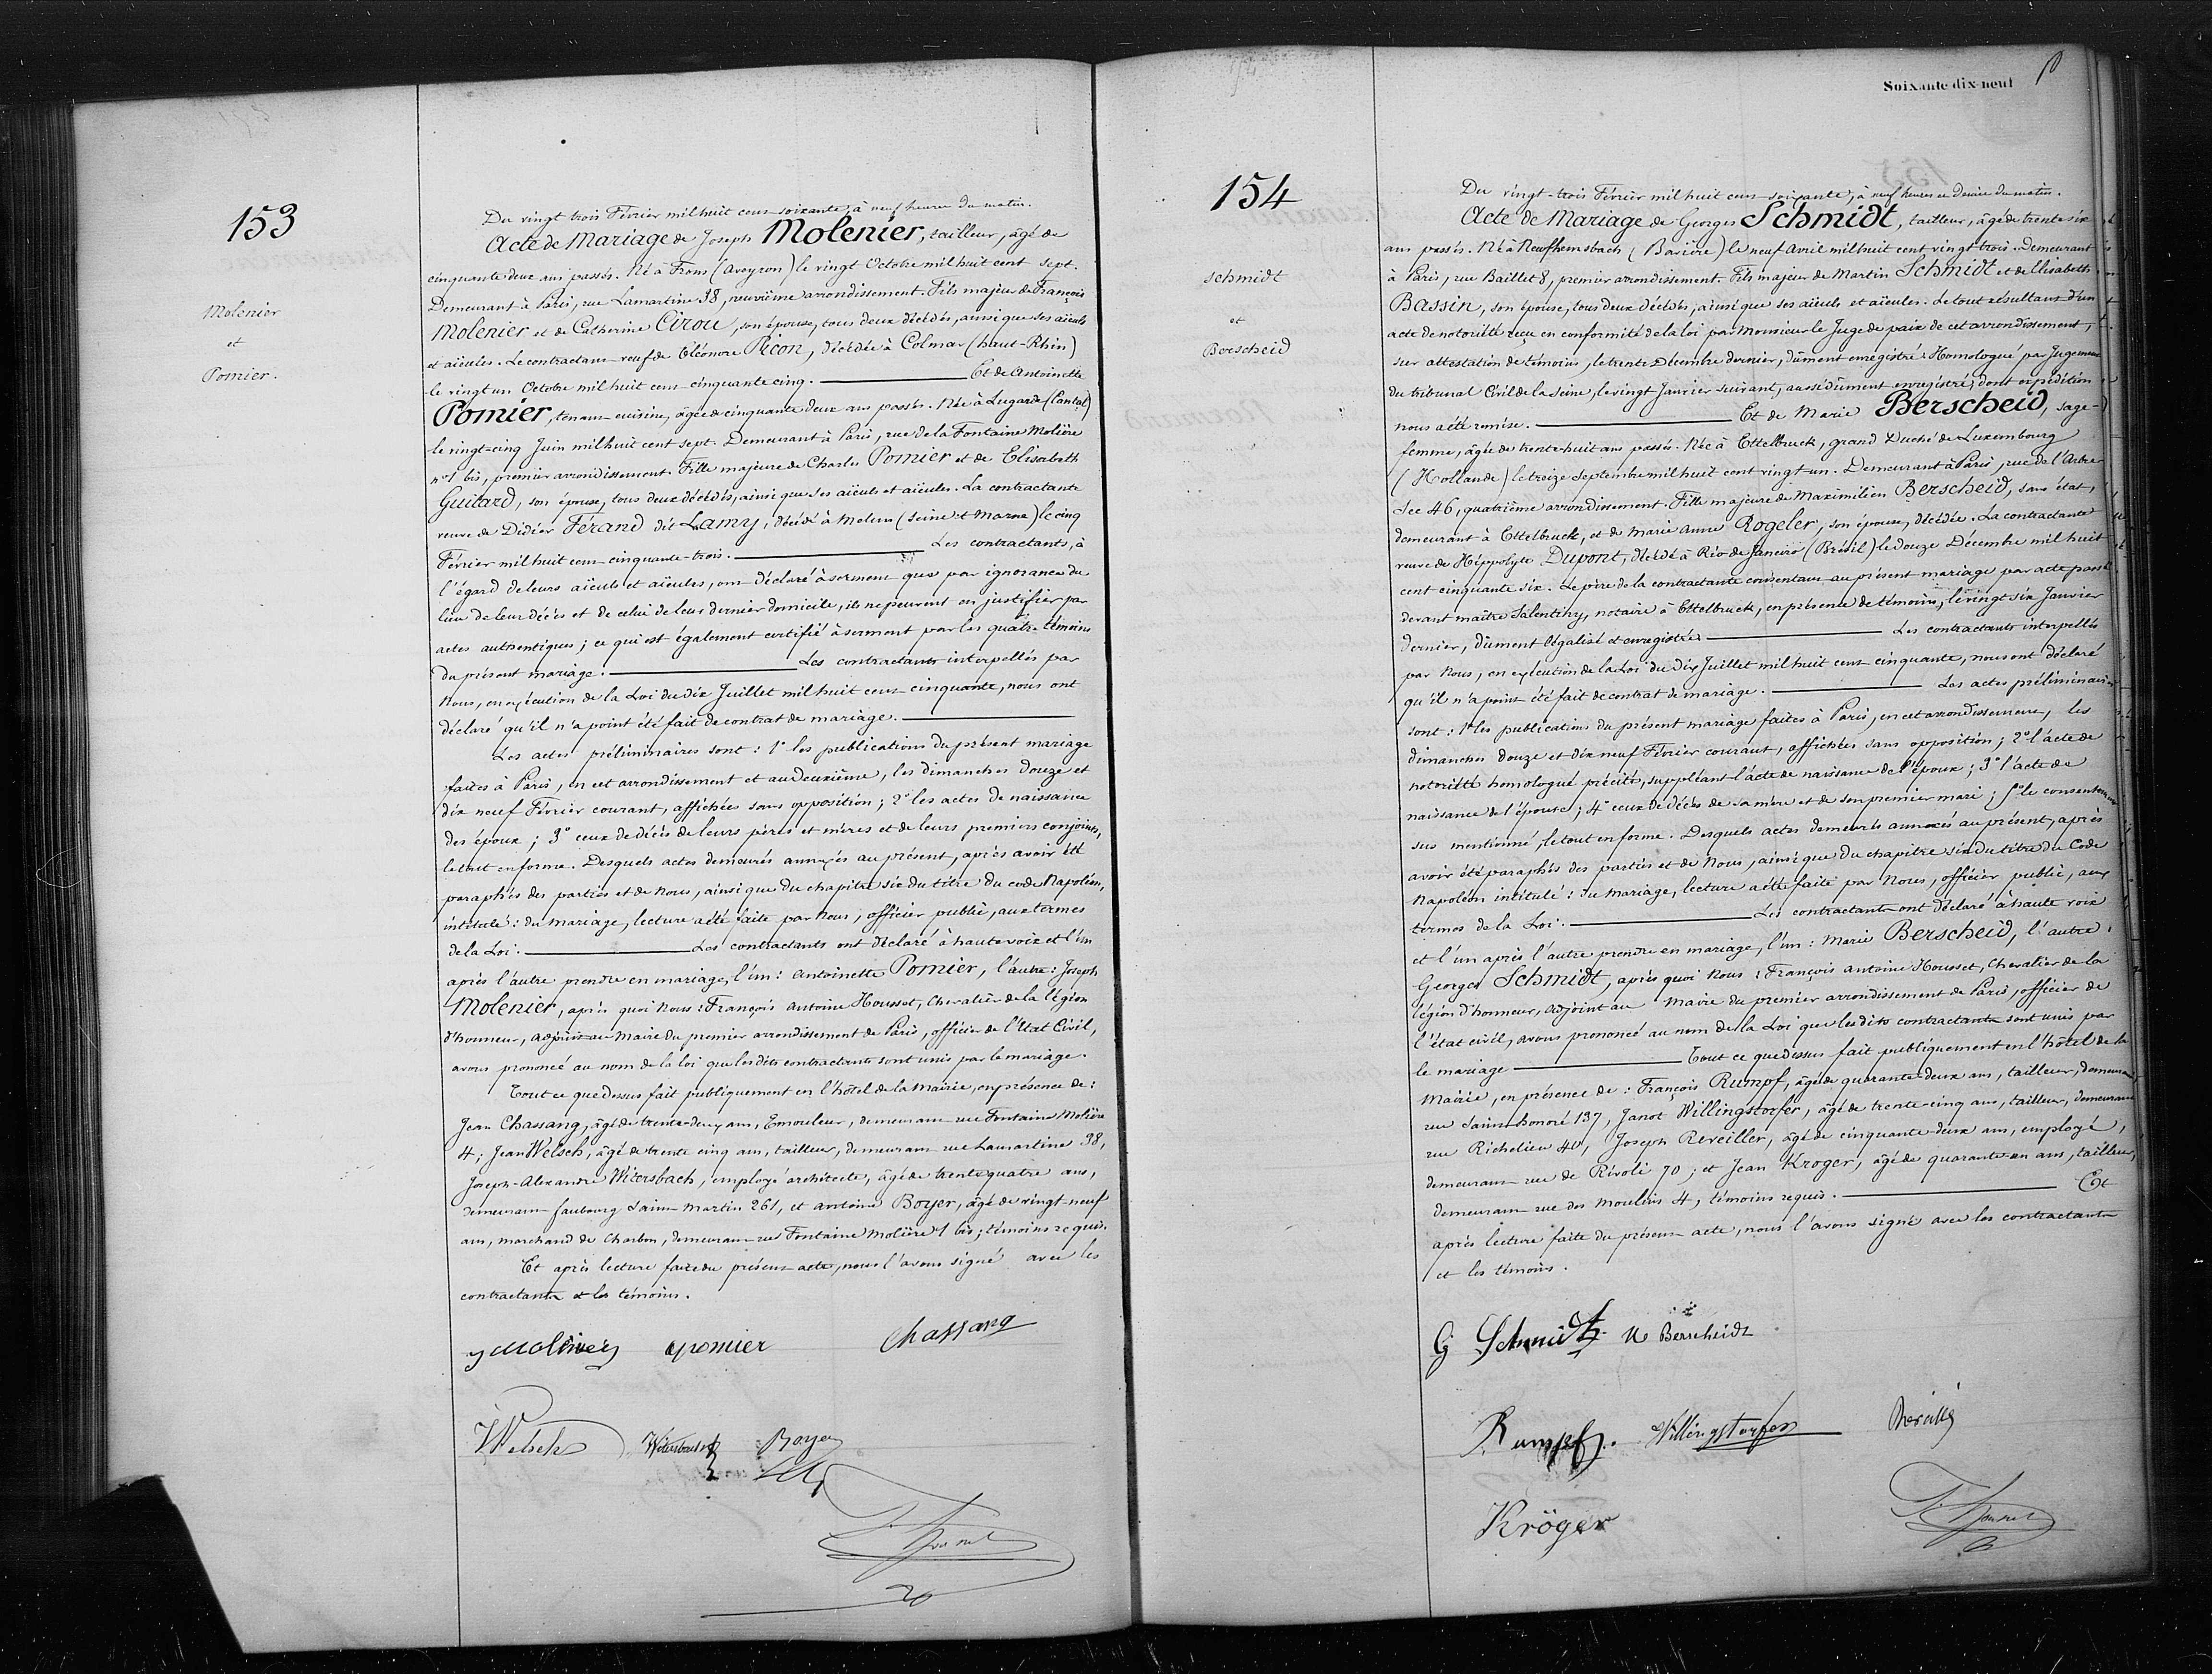 153
Molenier
et
Pomier.
Du vingt trois Février mil huit cent soixante, à neuf heures du matin.
Acte de Mariage de Joseph Molenier, tailleur, âgé de
cinquante deux ans passés. Né à Frons (Aveyron) le vingt Octobre mil huit cent sept.
Demeurant à Paris, rue Lamartine 38, neuvième arrondissement. Fils majeur de François
Molenier et de Catherine Cirou, son épouse, tous deux décédés, ainsi que ses aïeuls
et aïeules. Le contractant veuf de Eléonore Picon, décédée à Colmar (haut-Rhin)
le vingt un Octobre mil huit cent cinquante cinq. Et de Antoinette
Pomier, tenant cuisine, âgée de cinquante deux ans passés. Née à Lugarde (Cantal)
le vingt-cinq Juin mil huit cent sept. Demeurant à Paris, rue de la Fontaine Molière
n° 1 bis, premier arrondissement. Fille majeure de Charles Pomier et de Elisabeth
Guitard, son épouse, tous deux décédés, ainsi que ses aïeuls et aïeules. La contractante
veuve de Didier Férand dit Lamy, décédé à Melun (Seine et Marne) le cinq
Février mil huit cent cinquante-trois. Les contractants, à
l'égard de leurs aïeuls et aïeules, ont déclaré à serment que par ignorance du
lieu de leur décès et de celui de leur dernier domicile, ils ne peuvent en justifier par
actes authentiques; ce qui est également certifié à serment par les quatre témoins
du présent mariage. Les contractants interpellés par
Nous, en exécution de la Loi du dix Juillet mil huit cent cinquante, nous ont
déclaré qu'il n'a point été fait de contrat de mariage.
Les actes préliminaires sont: 1° les publications du présent mariage
faites à Paris, en cet arrondissement et au deuxième, les dimanches douze et
dix neuf Février courant, affichées sans opposition; 2° les actes de naissance
des époux; 3° ceux de décès de leurs pères et mères et de leurs premiers conjoints,
le tout en forme. Desquels actes demeurés annexés au présent, après avoir été
paraphés des parties et de Nous, ainsi que du chapitre six du titre du code Napoléon,
intitulé: du Mariage, lecture a été faite par Nous, officier public, aux termes
de la Loi. Les contractants ont déclaré à haute voix et l'un
après l'autre prendre en mariage, l'un: Antoinette Pomier, l'autre: Joseph
Molenier, après quoi Nous: François Antoine Housset, Chevalier de la légion
d'honneur, adjoint au Maire du premier arrondissement de Paris, officier de l'Etat Civil,
avons prononcé au nom de la loi que lesdits contractants sont unis par le mariage.
Tout ce que dessus fait publiquement en l'hôtel de la Mairie, en présence de:
Jean Chassang, âgé de trente-deux ans, Emouleur, demeurant rue Fontaine Molière
4; Jean Welsch, âgé de trente cinq ans, tailleur, demeurant rue Lamartine 38,
Joseph-Alexandre Witersbach, employé architecte, âgé de trente quatre ans,
demeurant faubourg Saint Martin 261, et Antoine Boyer, âgé de vingt-neuf
ans, marchand de Charbon, demeurant rue Fontaine Molière 1 bis; témoins requis.
Et après lecture faite du présent acte, nous l'avons signé avec les
contractants et les témoins.
J Molinier apomier Chassang
JWelsch Witersbach Boyer
F. Housset
Soixante-dix-neuf
154
Schmidt
et
Berscheid
Du vingt-trois Février mil huit cent soixante, à neuf heures et demie du matin.
Acte de Mariage de Georges Schmidt, tailleur, âgé de trente six
ans passés. Né à Neufhemsbach (Bavière) le neuf Avril mil huit cent vingt trois. Demeurant
à Paris, rue Baillet 8, premier arrondissement. Fils majeur de Martin Schmidt et de Elisabeth
Bassin, son épouse, tous deux décédés, ainsi que ses aïeuls et aïeules. Le tout résultant d'un
acte de notoriété reçu en conformité de la loi par Monsieur le Juge de paix de cet arrondissement,
sur attestation de témoins, le trente Décembre dernier, dûment enregistré. Homologué par Jugement
du tribunal Civil de la Seine, le vingt Janvier suivant, aussi dûment enregistré, dont expédition
nous a été remise. Et de Marie Berscheid, sage-
femme, âgée de trente-huit ans passés. Née à Ettelbruck, grand Duché de Luxembourg
(Hollande) le treize Septembre mil huit cent vingt un. Demeurant à Paris, rue de l'Arbre
Sec 46, quatrième arrondissement. Fille majeure de Maximilien Berscheid, sans état,
demeurant à Ettelbruck, et de Marie Anne Rogeler, son épouse, décédée. La contractante
veuve de Hippolyte Dupont, décédé à Rio de Janeiro (Brésil) le douze Décembre mil huit
cent cinquante six. Le père de la contractante consentant au présent mariage par acte passé
devant maître Salentiny, notaire à Ettelbruck, en présence de témoins, le vingt six Janvier
dernier, dûment légalisé et enregistré. Les contractants interpellés
par Nous, en exécution de la Loi du dix Juillet mil huit cent cinquante, nous ont déclaré
qu'il n'a point été fait de contrat de mariage. Les actes préliminaires
sont: 1° les publications du présent mariage faites à Paris, en cet arrondissement, les
dimanches douze et dix neuf Février courant, affichées sans opposition; 2° l'acte de
notoriété homologué précité, suppléant l'acte de naissance de l'époux; 3° l'acte de
naissance de l'épouse; 4° ceux de décès de sa mère et de son premier mari; 5° le consentement
sus mentionné, le tout en forme. Desquels actes demeurés annexés au présent, après
avoir été paraphés des parties et de Nous, ainsi que du chapitre six du titre du Code
Napoléon intitulé: du Mariage, lecture a été faite par Nous, officier public, aux
termes de la Loi. Les contractants ont déclaré à haute voix
et l'un après l'autre prendre en mariage, l'un: Marie Berscheid, l'autre:
Georges Schmidt, après quoi Nous: François Antoine Housset, Chevalier de la
légion d'honneur, adjoint au Maire du premier arrondissement de Paris, officier de
l'état civil, avons prononcé au nom de la Loi que lesdits contractants sont unis par
le mariage Tout ce que dessus fait publiquement en l'hôtel de la
Mairie, en présence de: François Rumpf, âgé de quarante-deux ans, tailleur, demeurant
rue Saint-honoré 137, Janot Willingstorfer, âgé de trente-cinq ans, tailleur, demeurant
rue Richelieu 40, Joseph Réveiller, âgé de cinquante deux ans, employé,
demeurant rue de Rivoli 70; et Jean Kroger, âgé de quarante-un ans, tailleur,
demeurant rue des Moulins 4, témoins requis. Et
après lecture faite du présent acte, nous l'avons signé avec les contractants
et les témoins.
G Schmidt M Berscheidt
Rumpf. Willingstorfer
Kröger F. Housset